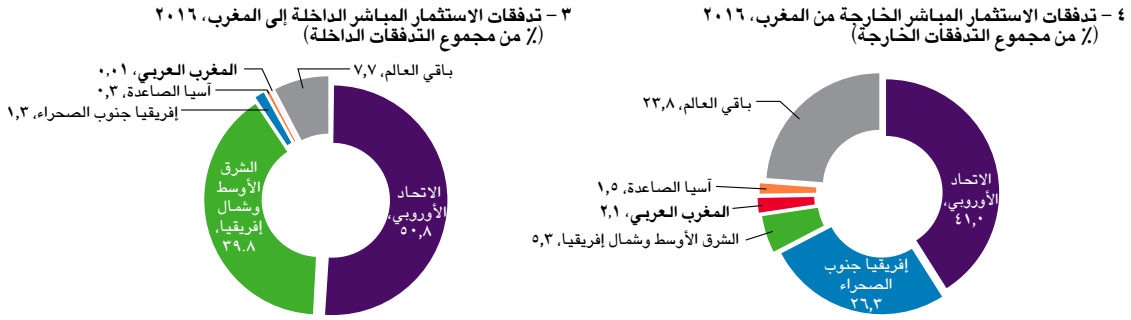 ٣ – تدفقات الاستثمار المباشر الداخلة إلى المغرب، ٢٠١٦
(٪ من مجموع التدفقات الداخلة)
باقي العالم، ٧,٧
المغرب العربي، ٠,٠١
آسيا الصاعدة، ٠,٣
إفريقيا جنوب الصحراء، ١,٣
الشرق
الأوسط
وشمال
إفريقيا،
٣٩.٨
الاتحاد
الأوروبي،
٥٠,٨
٤ – تدفقات الاستثمار المباشر الخارجة من المغرب، ٢٠١٦
(٪ من مجموع التدفقات الخارجة)
باقي العالم، ٢٣,٨
آسيا الصاعدة، ١,٥
المغرب العربي، ٢,١
الشرق الأوسط وشمال إفريقيا، ٥,٣
إفريقيا جنوب
الصحراء
٢٦,٣
الاتحاد
الأوروبي،
٤١,٠